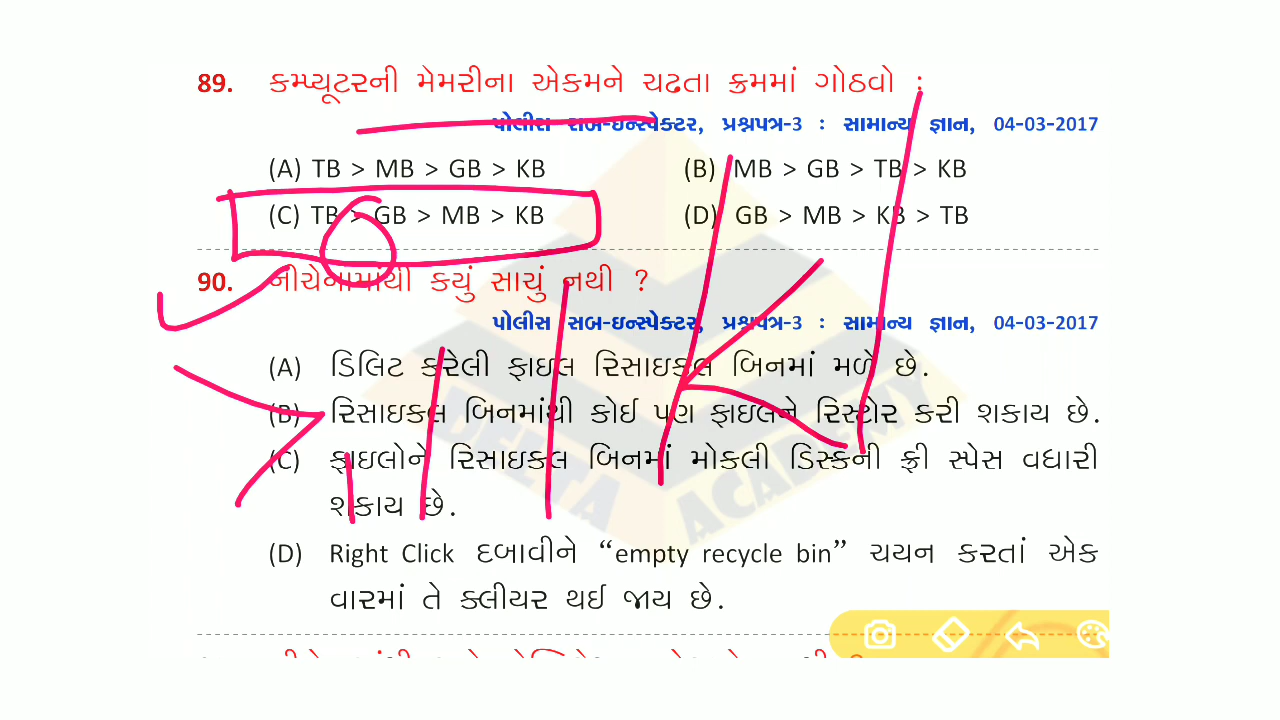 89. કમ્પ્યૂટરની મેમરીના એકમને ચઢતા ક્રમમાં ગોઠવો :
પોલીસ સબ-ઇન્સ્પેક્ટર, પ્રશ્નપત્ર-3 : સામાન્ય જ્ઞાન, 04-03-2017
(A) TB > MB > GB > KB (B) MB > GB > TB > KB
(C) TB > GB > MB > KB (D) GB > MB > KB > TB
90. નીચેનામાંથી કયું સાચું નથી ?
પોલીસ સબ-ઇન્સ્પેક્ટર, પ્રશ્નપત્ર-3 : સામાન્ય જ્ઞાન, 04-03-2017
(A) ડિલિટ કરેલી ફાઇલ રિસાઇકલ બિનમાં મળે છે.
(B) રિસાઇકલ બિનમાંથી કોઈ પણ ફાઇલને રિસ્ટોર કરી શકાય છે.
(C) ફાઇલોને રિસાઇકલ બિનમાં મોકલી ડિસ્કની ફ્રી સ્પેસ વધારી
શકાય છે.
(D) Right Click દબાવીને “empty recycle bin” ચયન કરતાં એક
વારમાં તે ક્લીયર થઈ જાય છે.
DELTA ACADEMY